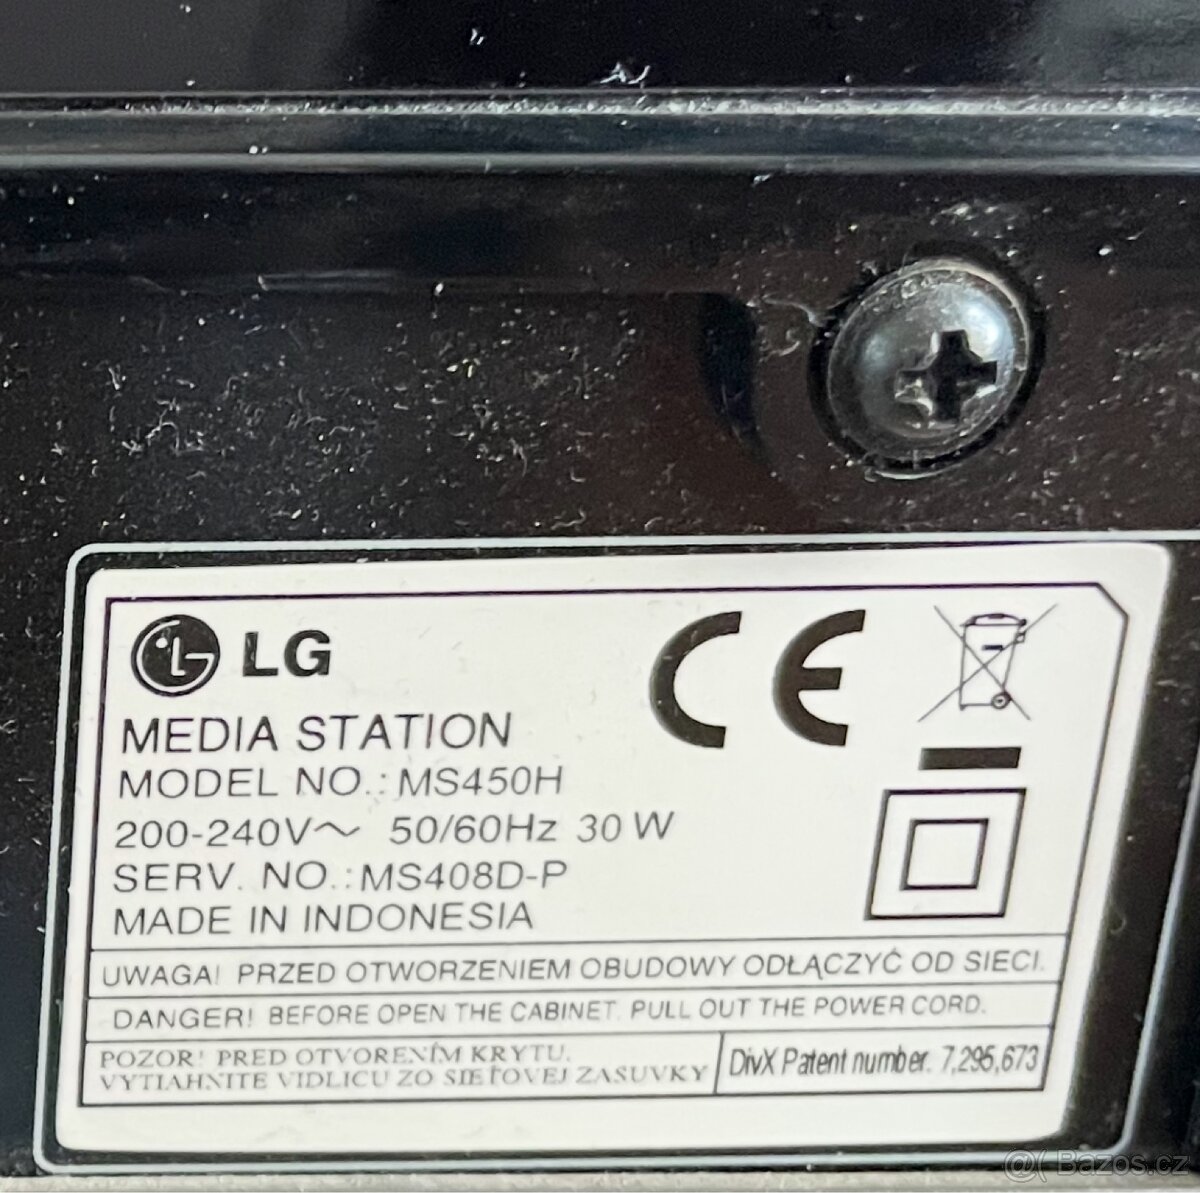 LG
MEDIA STATION
MODEL NO.: MS450H
200-240V～ 50/60Hz 30 W
SERV. NO.: MS408D-P
MADE IN INDONESIA
CE
UWAGA! PRZED OTWORZENIEM OBUDOWY ODŁĄCZYĆ OD SIECI.
DANGER! BEFORE OPEN THE CABINET. PULL OUT THE POWER CORD.
POZOR! PRED OTVORENÍM KRYTU.
VYTIAHNITE VIDLICU ZO SIEŤOVEJ ZASUVKY
DivX Patent number. 7,295,673
@( Bazos.cz